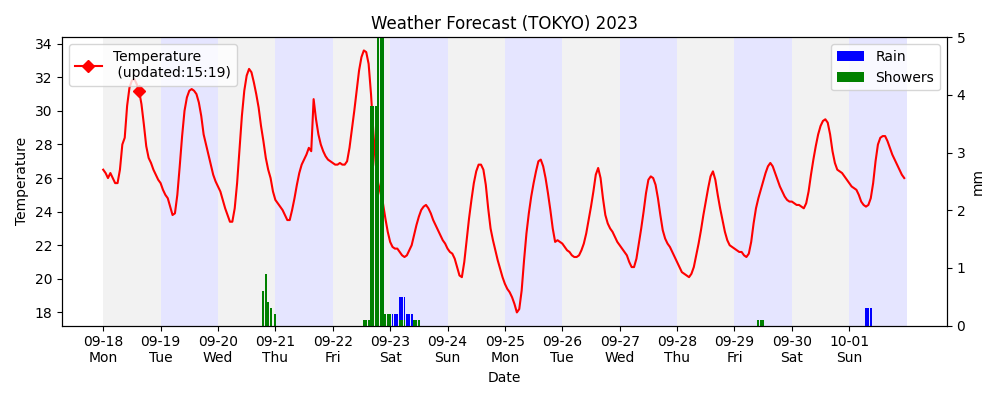 Weather Forecast (TOKYO) 2023
Temperature
(updated:15:19)
Rain
Showers
34
32
30
28
26
24
22
20
18
Temperature
5
4
3
2
1
0
mm
09-18 09-19 09-20 09-21 09-22 09-23 09-24 09-25 09-26 09-27 09-28 09-29 09-30 10-01
Mon Tue Wed Thu Fri Sat Sun Mon Tue Wed Thu Fri Sat Sun
Date